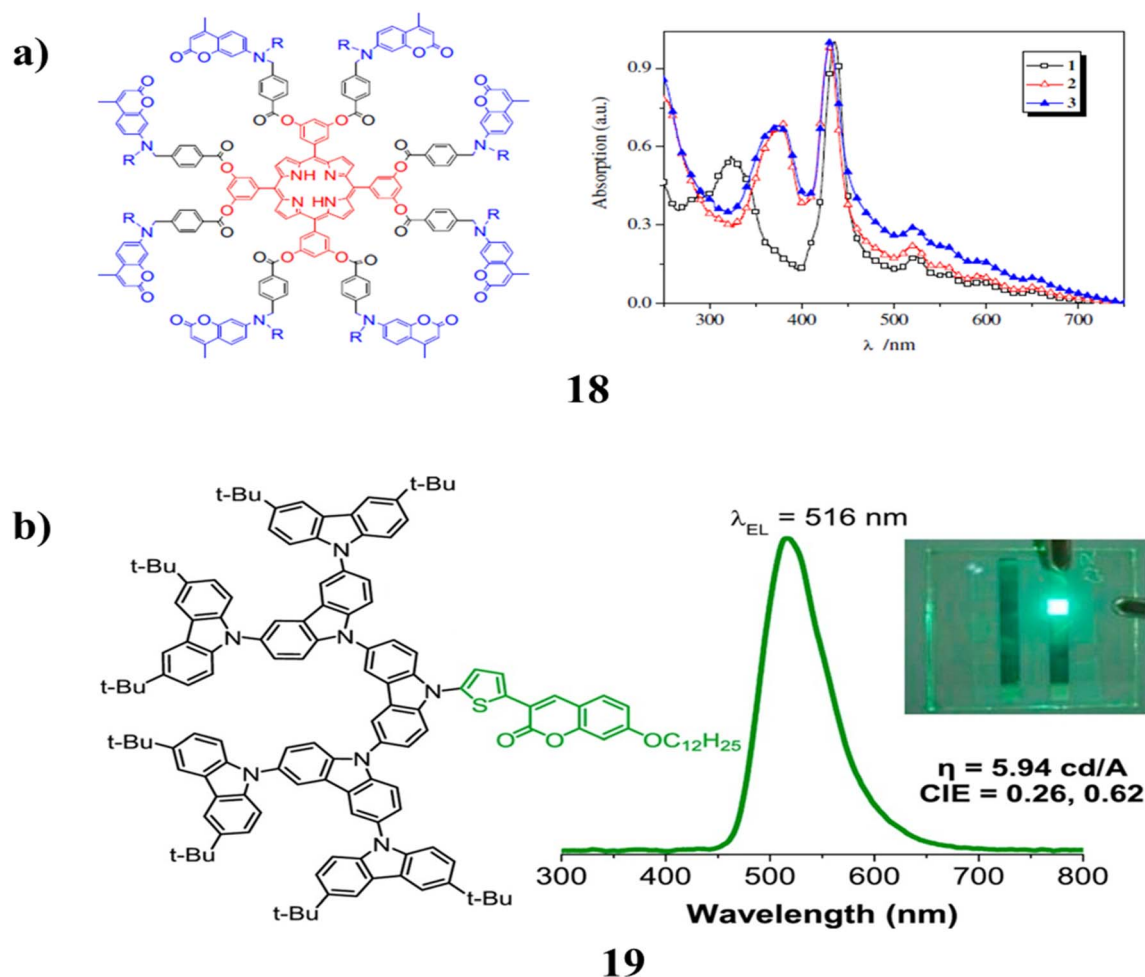 a)
O O N R R N O O
O O O O
O O O O
O O N R NH N R N O O
O O O O
O O O O
R N N HN N R
O O O O
O O O O
O O N R R N O O
Absorption (a.u.)
0.9
0.6
0.3
0.0
1
2
3
300 400 500 600 700
λ /nm
18
b)
t-Bu
t-Bu
N
t-Bu
N
N
t-Bu
N
S
O
O
OC12H25
t-Bu
N
N
N
t-Bu
t-Bu
t-Bu
λEL = 516 nm
η = 5.94 cd/A
CIE = 0.26, 0.62
300 400 500 600 700 800
Wavelength (nm)
19